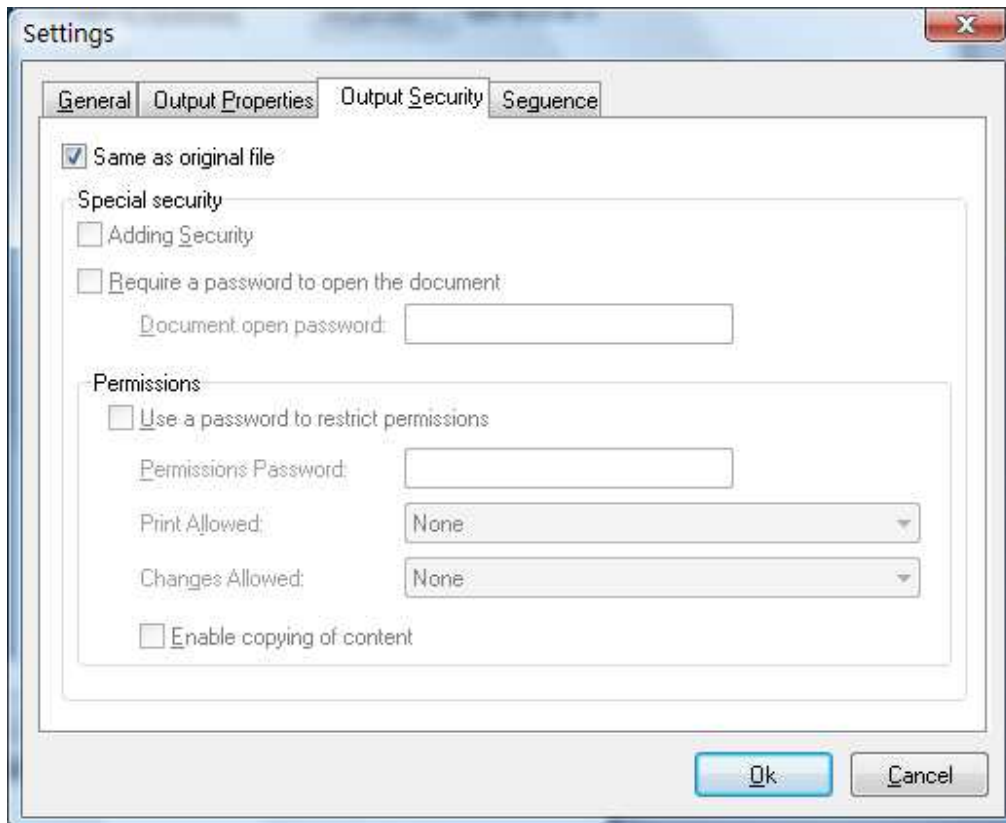 Settings
General Output Properties Output Security Seguence
Same as original file
Special security
Adding Security
Require a password to open the document
Document open password:
Permissions
Use a password to restrict permissions
Permissions Password:
Print Allowed: None
Changes Allowed: None
Enable copying of content
Ok Cancel